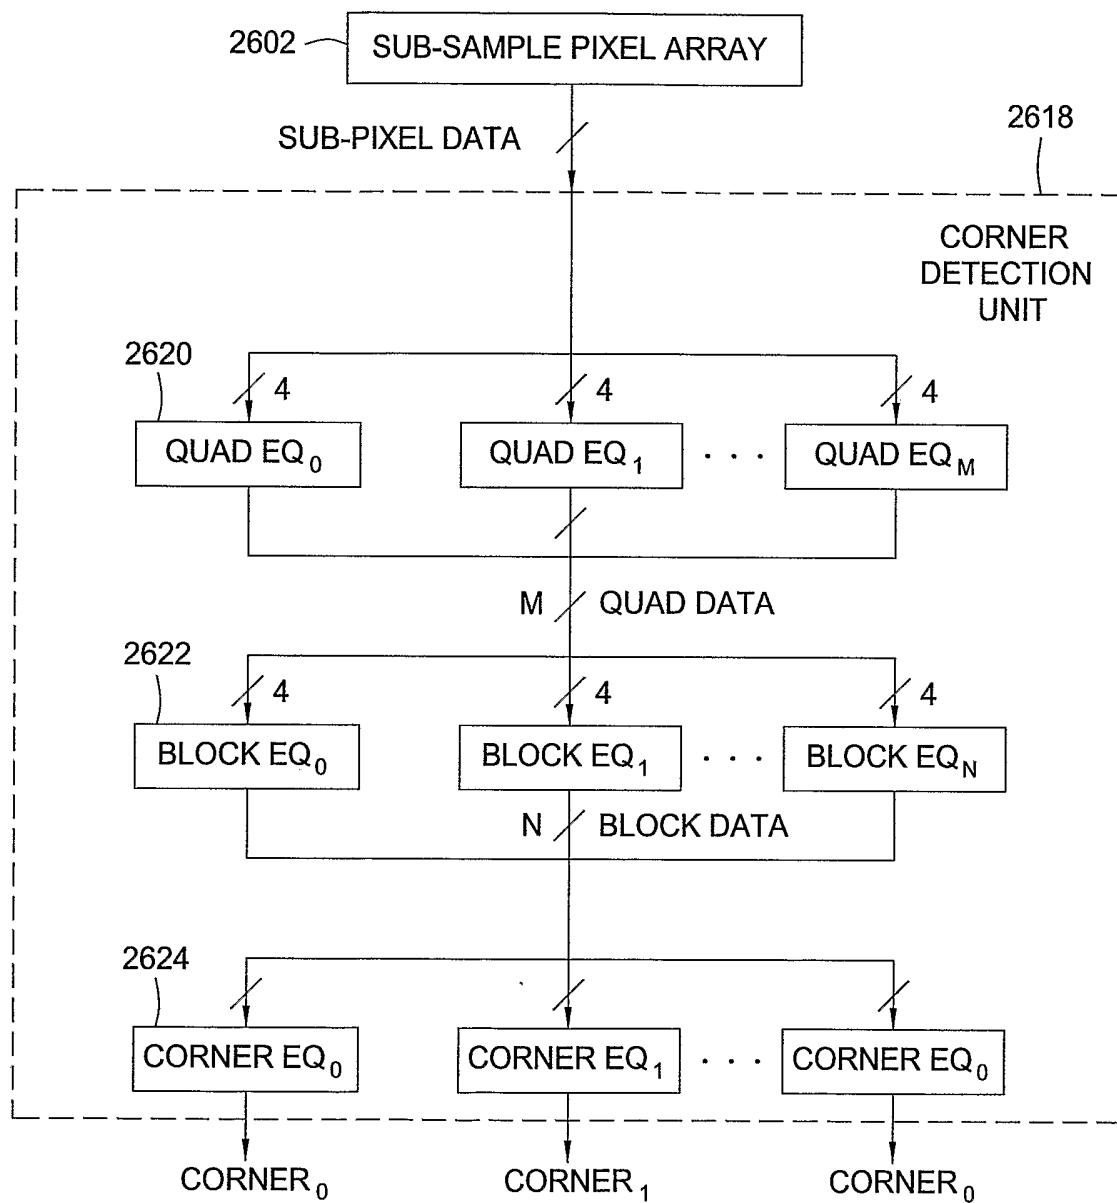 2602
SUB-SAMPLE PIXEL ARRAY
SUB-PIXEL DATA
2618
CORNER
DETECTION
UNIT
2620
4 4 4
QUAD EQ₀ QUAD EQ₁ . . . QUAD EQM
M QUAD DATA
2622
4 4 4
BLOCK EQ₀ BLOCK EQ₁ . . . BLOCK EQN
N BLOCK DATA
2624
CORNER EQ₀ CORNER EQ₁ . . . CORNER EQ₀
CORNER₀ CORNER₁ CORNER₀